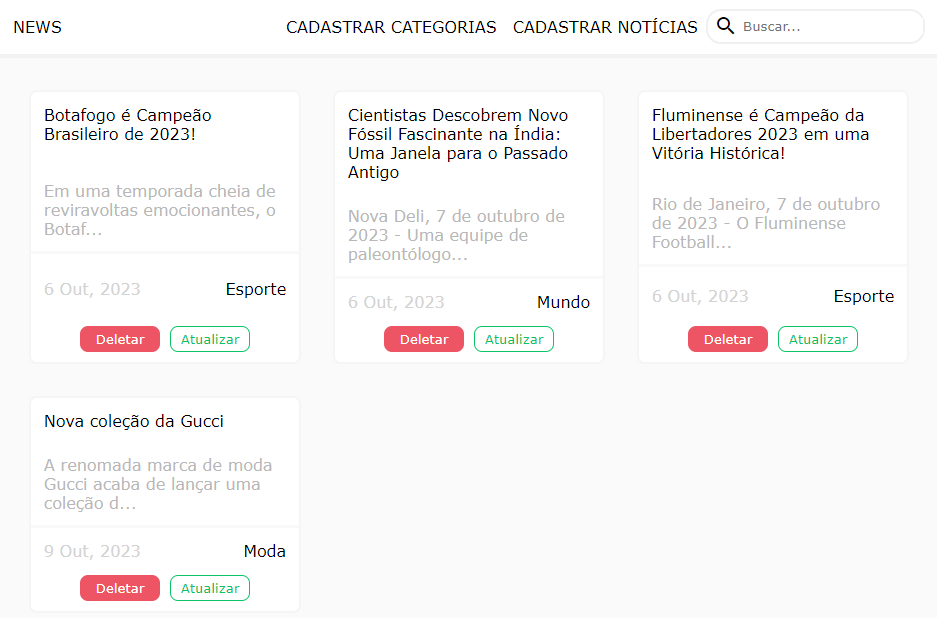 NEWS
CADASTRAR CATEGORIAS
CADASTRAR NOTÍCIAS
Buscar...
Botafogo é Campeão
Brasileiro de 2023!
Em uma temporada cheia de
reviravoltas emocionantes, o
Botaf...
6 Out, 2023
Esporte
Deletar
Atualizar
Cientistas Descobrem Novo
Fóssil Fascinante na Índia:
Uma Janela para o Passado
Antigo
Nova Deli, 7 de outubro de
2023 - Uma equipe de
paleontólogo...
6 Out, 2023
Mundo
Deletar
Atualizar
Fluminense é Campeão da
Libertadores 2023 em uma
Vitória Histórica!
Rio de Janeiro, 7 de outubro
de 2023 - O Fluminense
Football...
6 Out, 2023
Esporte
Deletar
Atualizar
Nova coleção da Gucci
A renomada marca de moda
Gucci acaba de lançar uma
coleção d...
9 Out, 2023
Moda
Deletar
Atualizar